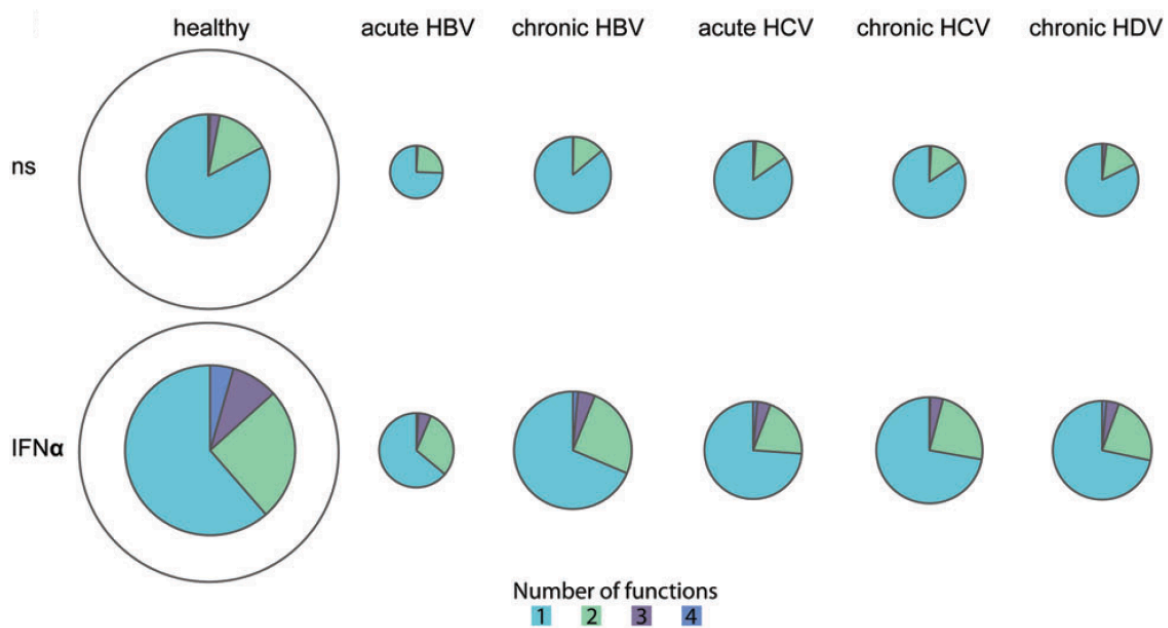 healthy acute HBV chronic HBV acute HCV chronic HCV chronic HDV
ns
IFNα
Number of functions
1 2 3 4